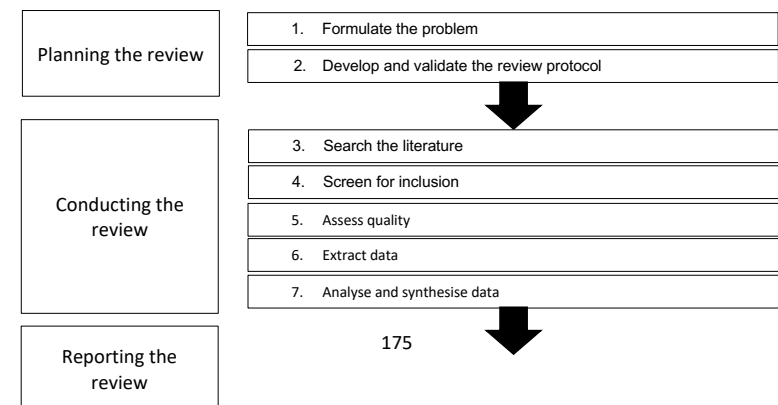 Planning the review
1. Formulate the problem
2. Develop and validate the review protocol
Conducting the
review
3. Search the literature
4. Screen for inclusion
5. Assess quality
6. Extract data
7. Analyse and synthesise data
175
Reporting the
review